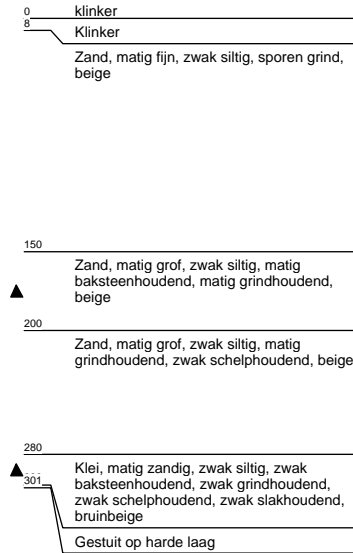 0
klinker
8
Klinker
Zand, matig fijn, zwak siltig, sporen grind,
beige
150
Zand, matig grof, zwak siltig, matig
baksteenhoudend, matig grindhoudend,
beige
200
Zand, matig grof, zwak siltig, matig
grindhoudend, zwak schelphoudend, beige
280
Klei, matig zandig, zwak siltig, zwak
baksteenhoudend, zwak grindhoudend,
zwak schelphoudend, zwak slakhoudend,
bruinbeige
301
Gestuit op harde laag